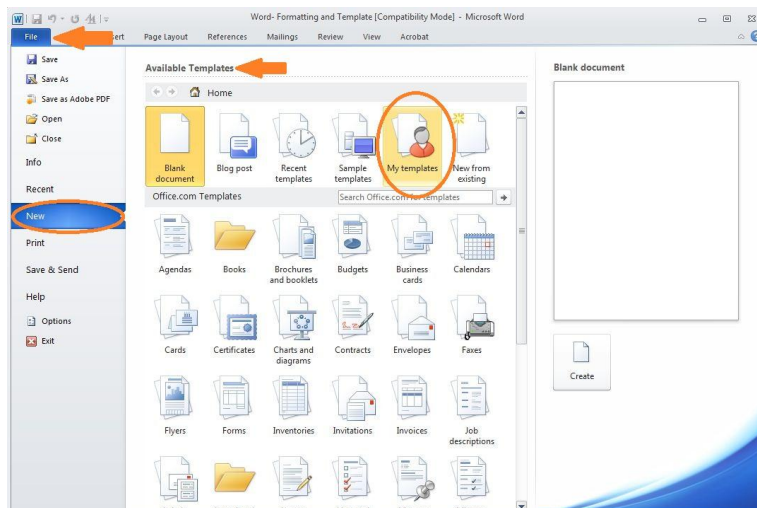 Word- Formatting and Template [Compatibility Mode] - Microsoft Word
File sert Page Layout References Mailings Review View Acrobat
Save
Save As
Save as Adobe PDF
Open
Close
Info
Recent
New
Print
Save & Send
Help
Options
Exit
Available Templates
Home
Blank document
Blog post
Recent templates
Sample templates
My templates
New from existing
Office.com Templates
Search Office.com for templates
Agendas
Books
Brochures and booklets
Budgets
Business cards
Calendars
Cards
Certificates
Charts and diagrams
Contracts
Envelopes
Faxes
Flyers
Forms
Inventories
Invitations
Invoices
Job descriptions
Blank document
Create